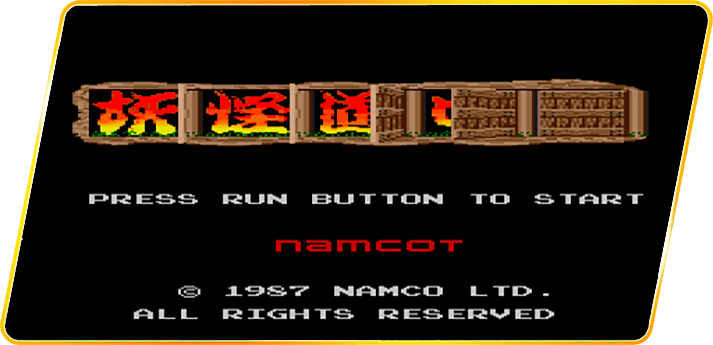 妖怪道
PRESS RUN BUTTON TO START
namcot
© 1987 NAMCO LTD.
ALL RIGHTS RESERVED